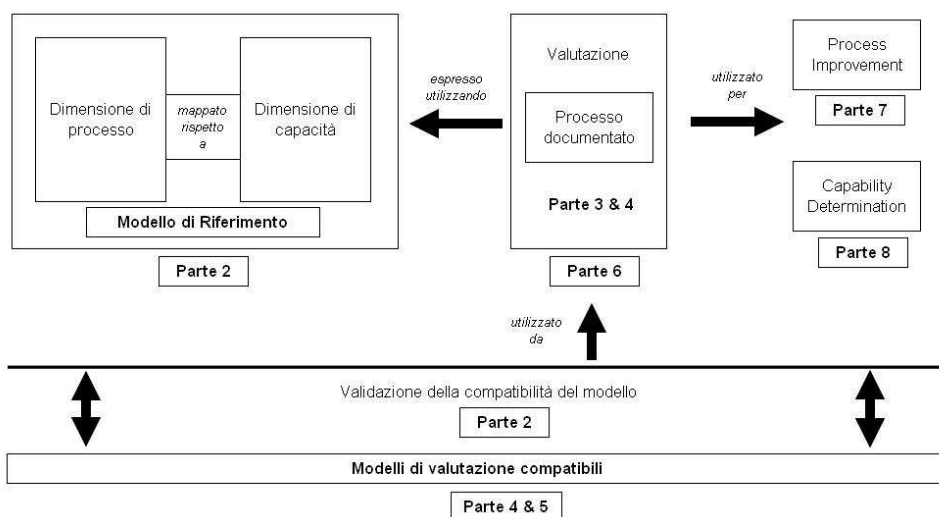 Dimensione di
processo
mappato
rispetto
a
Dimensione di
capacità
Modello di Riferimento
Parte 2
espresso
utilizzando
Valutazione
Processo
documentato
Parte 3 & 4
Parte 6
utilizzato
per
Process
Improvement
Parte 7
Capability
Determination
Parte 8
utilizzato
da
Validazione della compatibilità del modello
Parte 2
Modelli di valutazione compatibili
Parte 4 & 5